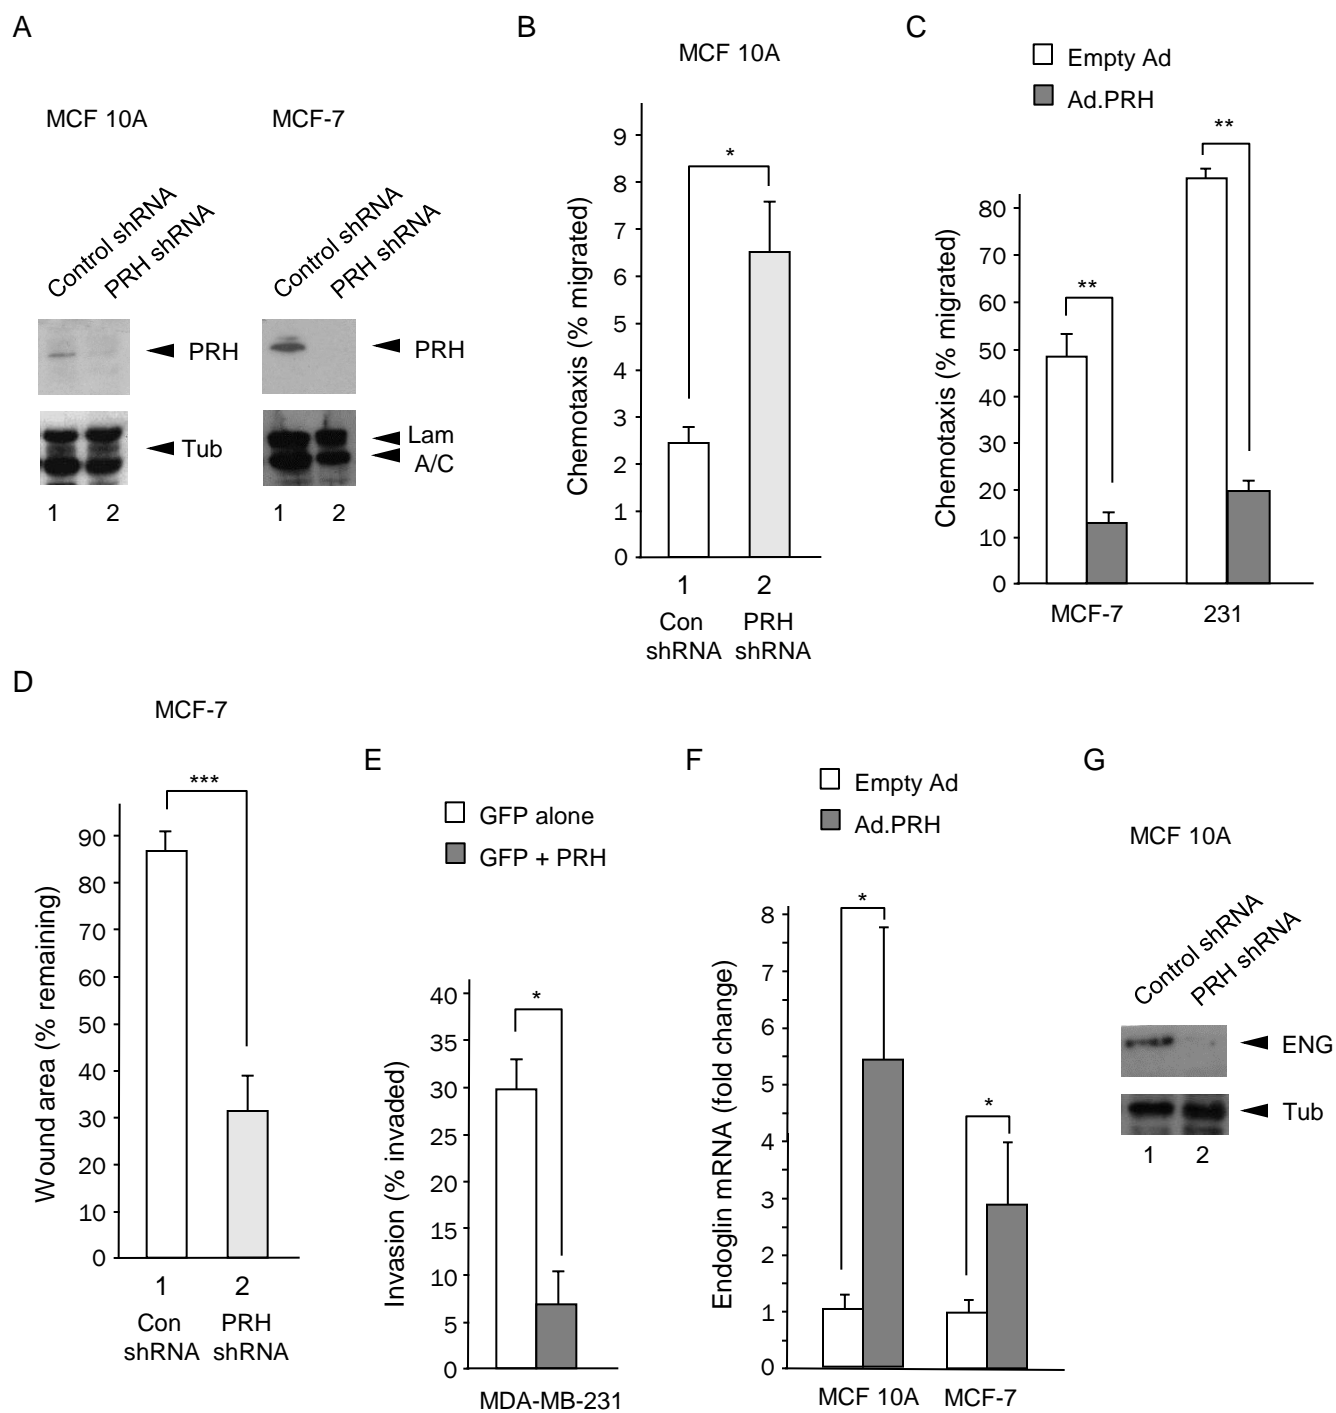 A
MCF 10A
MCF-7
Control shRNA
PRH shRNA
Control shRNA
PRH shRNA
PRH
PRH
Tub
Lam
A/C
1 2
1 2
B
MCF 10A
Chemotaxis (% migrated)
9
8
7
6
5
4
3
2
1
0
*
1 2
Con PRH
shRNA shRNA
C
Empty Ad
Ad.PRH
Chemotaxis (% migrated)
80
70
60
50
40
30
20
10
0
**
**
MCF-7 231
D
MCF-7
Wound area (% remaining)
90
80
70
60
50
40
30
20
10
0
***
1 2
Con PRH
shRNA shRNA
E
GFP alone
GFP + PRH
Invasion (% invaded)
40
35
30
25
20
15
10
5
0
*
MDA-MB-231
F
Empty Ad
Ad.PRH
Endoglin mRNA (fold change)
8
7
6
5
4
3
2
1
0
*
*
MCF 10A MCF-7
G
MCF 10A
Control shRNA
PRH shRNA
ENG
Tub
1 2